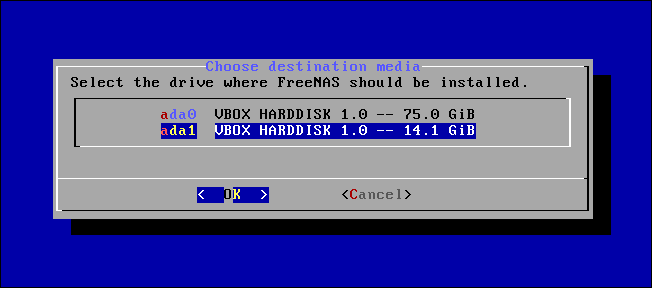 Choose destination media
Select the drive where FreeNAS should be installed.
ada0 VBOX HARDDISK 1.0 -- 75.0 GiB
ada1 VBOX HARDDISK 1.0 -- 14.1 GiB
< OK > <Cancel>